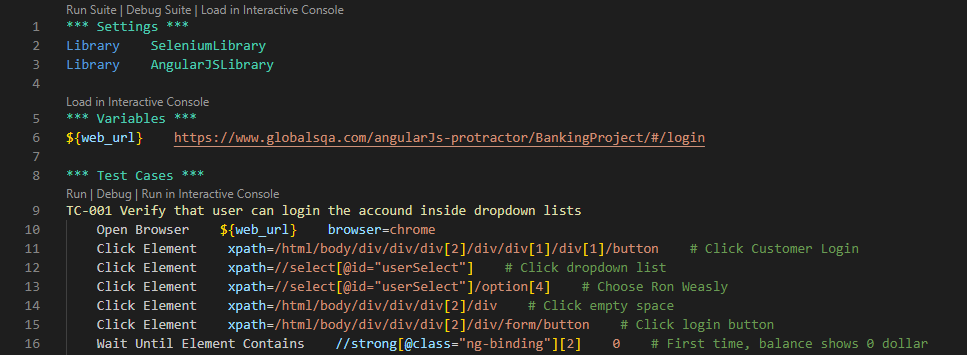 Run Suite | Debug Suite | Load in Interactive Console
1 *** Settings ***
2 Library    SeleniumLibrary
3 Library    AngularJSLibrary
4
Load in Interactive Console
5 *** Variables ***
6 ${web_url}    https://www.globalsqa.com/angularJs-protractor/BankingProject/#/login
7
8 *** Test Cases ***
Run | Debug | Run in Interactive Console
9 TC-001 Verify that user can login the accound inside dropdown lists
10     Open Browser    ${web_url}    browser=chrome
11     Click Element    xpath=/html/body/div/div/div[2]/div/div[1]/div[1]/button    # Click Customer Login
12     Click Element    xpath=//select[@id="userSelect"]    # Click dropdown list
13     Click Element    xpath=//select[@id="userSelect"]/option[4]    # Choose Ron Weasly
14     Click Element    xpath=/html/body/div/div/div[2]/div    # Click empty space
15     Click Element    xpath=/html/body/div/div/div[2]/div/form/button    # Click login button
16     Wait Until Element Contains    //strong[@class="ng-binding"][2]    0    # First time, balance shows 0 dollar